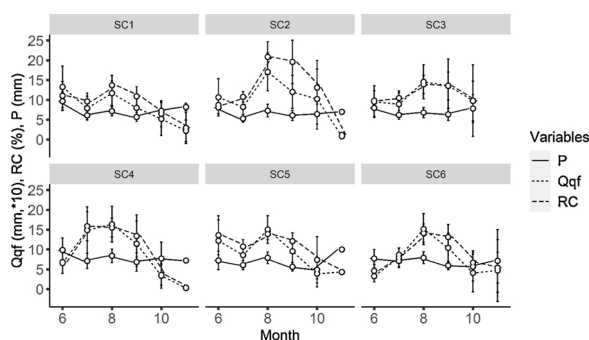 SC1 SC2 SC3
25
20
15
10
5
0
SC4 SC5 SC6
25
20
15
10
5
0
6 8 10 6 8 10 6 8 10
Month
Qqf (mm,*10), RC (%), P (mm)
Variables
P
Qqf
RC